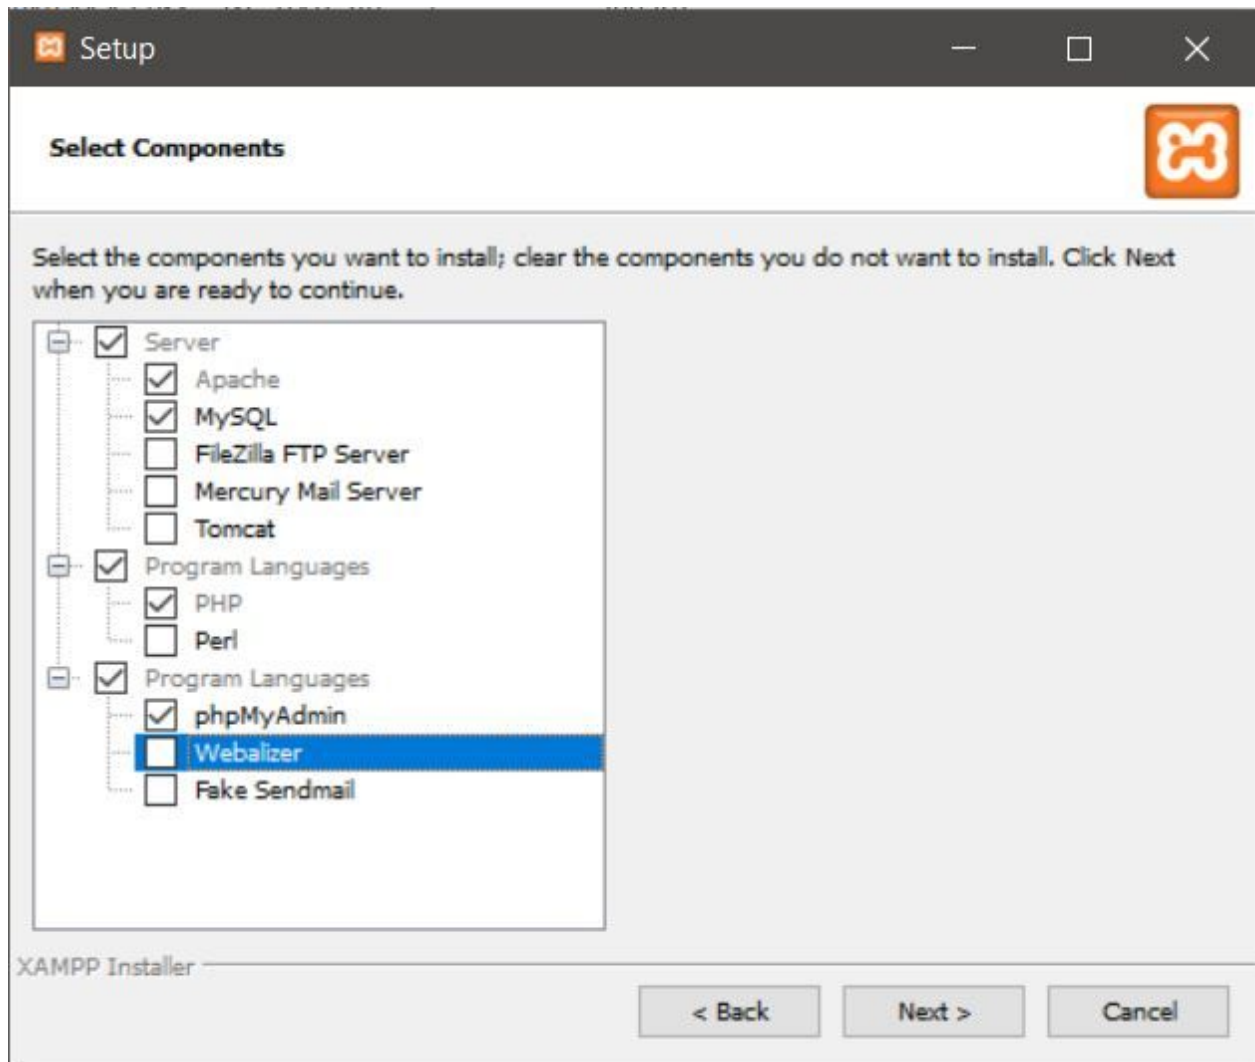 Setup
Select Components
Select the components you want to install; clear the components you do not want to install. Click Next
when you are ready to continue.
Server
Apache
MySQL
FileZilla FTP Server
Mercury Mail Server
Tomcat
Program Languages
PHP
Perl
Program Languages
phpMyAdmin
Webalizer
Fake Sendmail
XAMPP Installer
< Back
Next >
Cancel